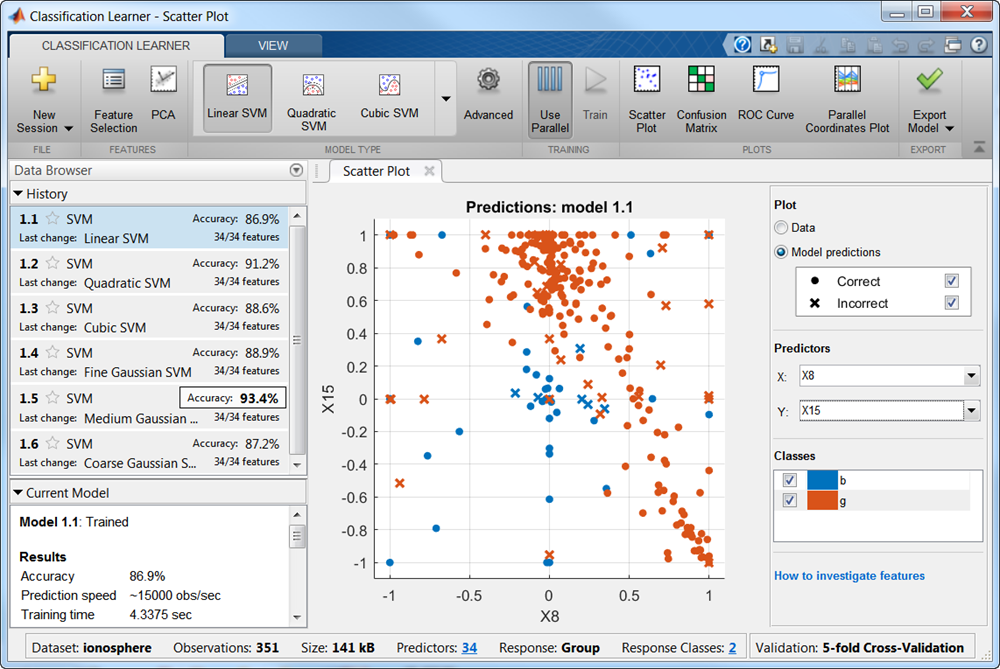 Classification Learner - Scatter Plot
CLASSIFICATION LEARNER VIEW
New Session
Feature Selection
PCA
Linear SVM
Quadratic SVM
Cubic SVM
Advanced
Use Parallel
Train
Scatter Plot
Confusion Matrix
ROC Curve
Parallel Coordinates Plot
Export Model
FILE FEATURES MODEL TYPE TRAINING PLOTS EXPORT
Data Browser
History
1.1 SVM Accuracy: 86.9%
Last change: Linear SVM 34/34 features
1.2 SVM Accuracy: 91.2%
Last change: Quadratic SVM 34/34 features
1.3 SVM Accuracy: 88.6%
Last change: Cubic SVM 34/34 features
1.4 SVM Accuracy: 88.9%
Last change: Fine Gaussian SVM 34/34 features
1.5 SVM Accuracy: 93.4%
Last change: Medium Gaussian ... 34/34 features
1.6 SVM Accuracy: 87.2%
Last change: Coarse Gaussian S... 34/34 features
Current Model
Model 1.1: Trained
Results
Accuracy 86.9%
Prediction speed ~15000 obs/sec
Training time 4.3375 sec
Scatter Plot
Predictions: model 1.1
1
0.8
0.6
0.4
0.2
0
-0.2
-0.4
-0.6
-0.8
-1
X15
-1 -0.5 0 0.5 1
X8
Plot
Data
Model predictions
Correct
Incorrect
Predictors
X: X8
Y: X15
Classes
b
g
How to investigate features
Dataset: ionosphere Observations: 351 Size: 141 kB Predictors: 34 Response: Group Response Classes: 2 Validation: 5-fold Cross-Validation